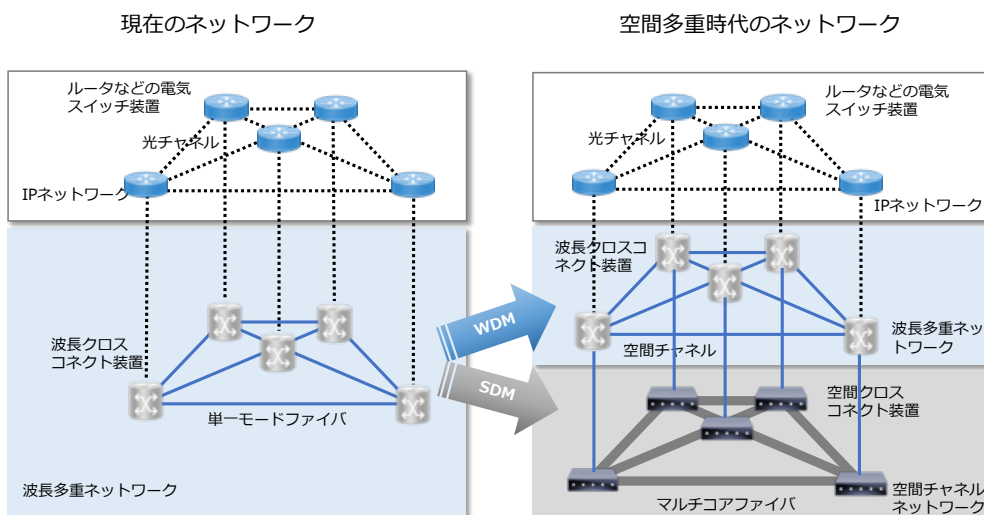 現在のネットワーク
ルータなどの電気
スイッチ装置
光チャネル
IPネットワーク
波長クロス
コネクト装置
単一モードファイバ
波長多重ネットワーク
WDM
SDM
空間多重時代のネットワーク
ルータなどの電気
スイッチ装置
光チャネル
IPネットワーク
波長クロスコ
ネクト装置
波長多重ネッ
トワーク
空間チャネル
空間クロス
コネクト装置
マルチコアファイバ
空間チャネル
ネットワーク